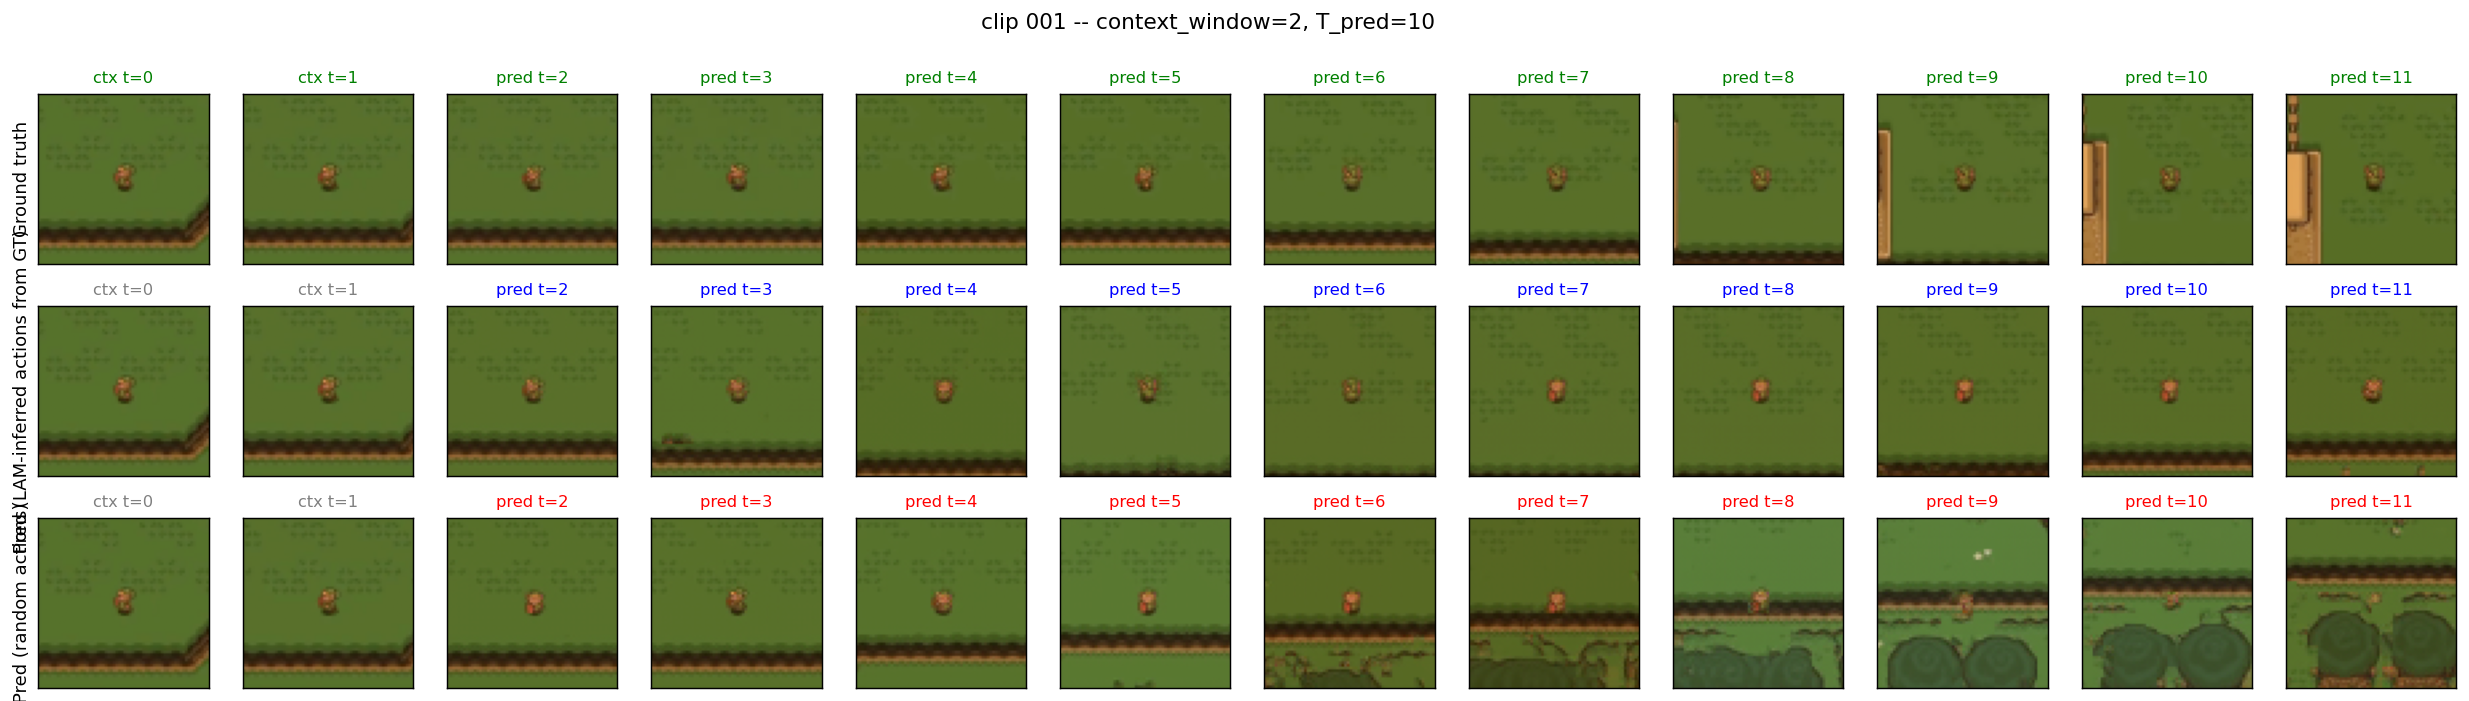 clip 001 -- context_window=2, T_pred=10
ctx t=0 ctx t=1 pred t=2 pred t=3 pred t=4 pred t=5 pred t=6 pred t=7 pred t=8 pred t=9 pred t=10 pred t=11
Ground truth
ctx t=0 ctx t=1 pred t=2 pred t=3 pred t=4 pred t=5 pred t=6 pred t=7 pred t=8 pred t=9 pred t=10 pred t=11
(LAM-inferred actions from GT)
ctx t=0 ctx t=1 pred t=2 pred t=3 pred t=4 pred t=5 pred t=6 pred t=7 pred t=8 pred t=9 pred t=10 pred t=11
Pred (random actions)